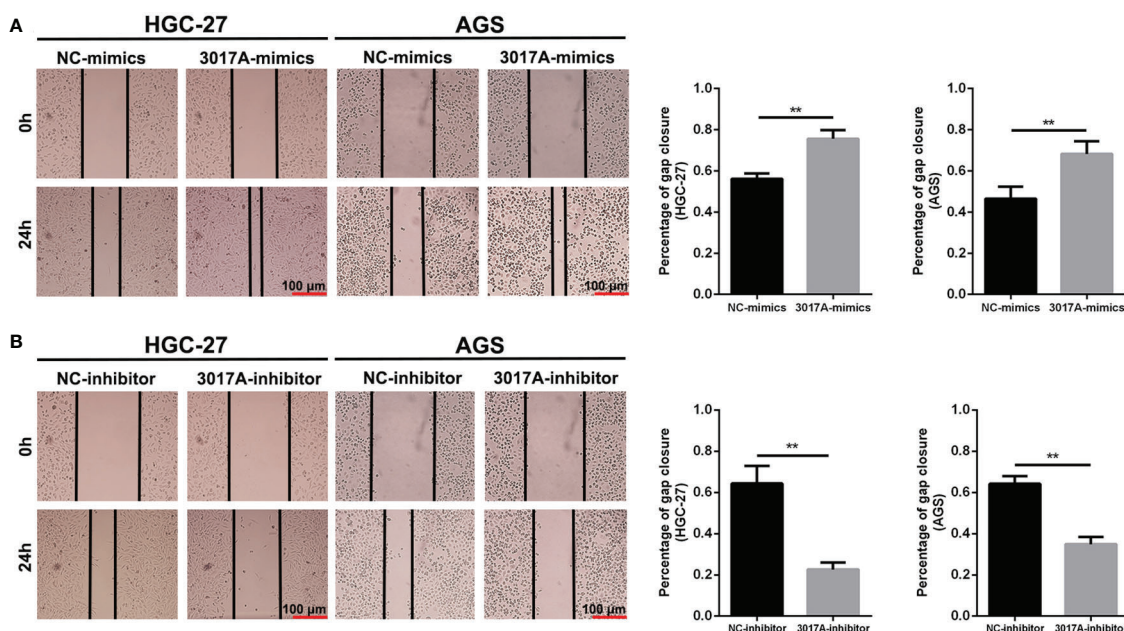 A
HGC-27 AGS
NC-mimics 3017A-mimics NC-mimics 3017A-mimics
0h
24h
100 µm 100 µm
Percentage of gap closure
(HGC-27)
1.0
0.8
0.6
0.4
0.2
0.0
**
NC-mimics 3017A-mimics
Percentage of gap closure
(AGS)
1.0
0.8
0.6
0.4
0.2
0.0
**
NC-mimics 3017A-mimics
B
HGC-27 AGS
NC-inhibitor 3017A-inhibitor NC-inhibitor 3017A-inhibitor
0h
24h
100 µm 100 µm
Percentage of gap closure
(HGC-27)
1.0
0.8
0.6
0.4
0.2
0.0
**
NC-inhibitor 3017A-inhibitor
Percentage of gap closure
(AGS)
1.0
0.8
0.6
0.4
0.2
0.0
**
NC-inhibitor 3017A-inhibitor